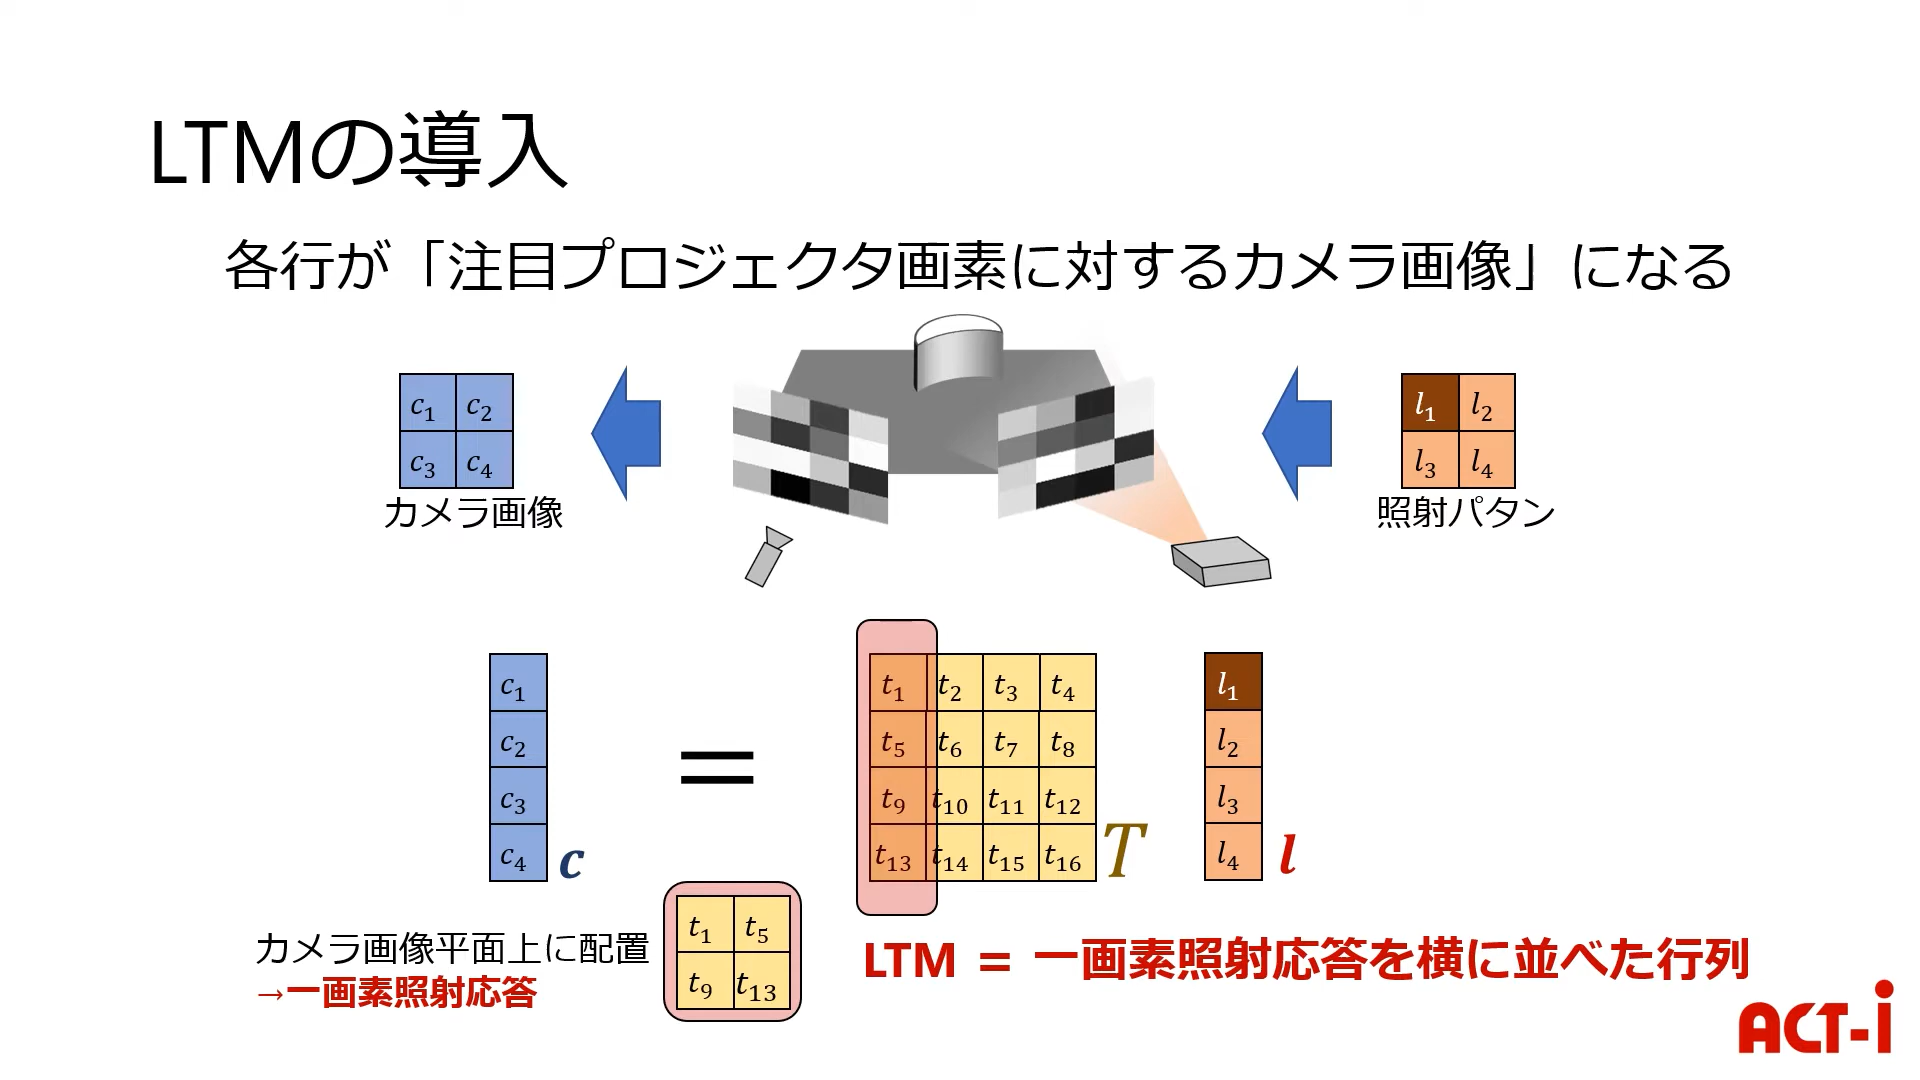 LTMの導入
各行が「注目プロジェクタ画素に対するカメラ画像」になる
c1 c2
c3 c4
カメラ画像
l1 l2
l3 l4
照射パタン
c1
c2
c3
c4
c
=
t1 t2 t3 t4
t5 t6 t7 t8
t9 t10 t11 t12
t13 t14 t15 t16
T
l1
l2
l3
l4
l
カメラ画像平面上に配置
→一画素照射応答
t1 t5
t9 t13
LTM = 一画素照射応答を横に並べた行列
ACT-i